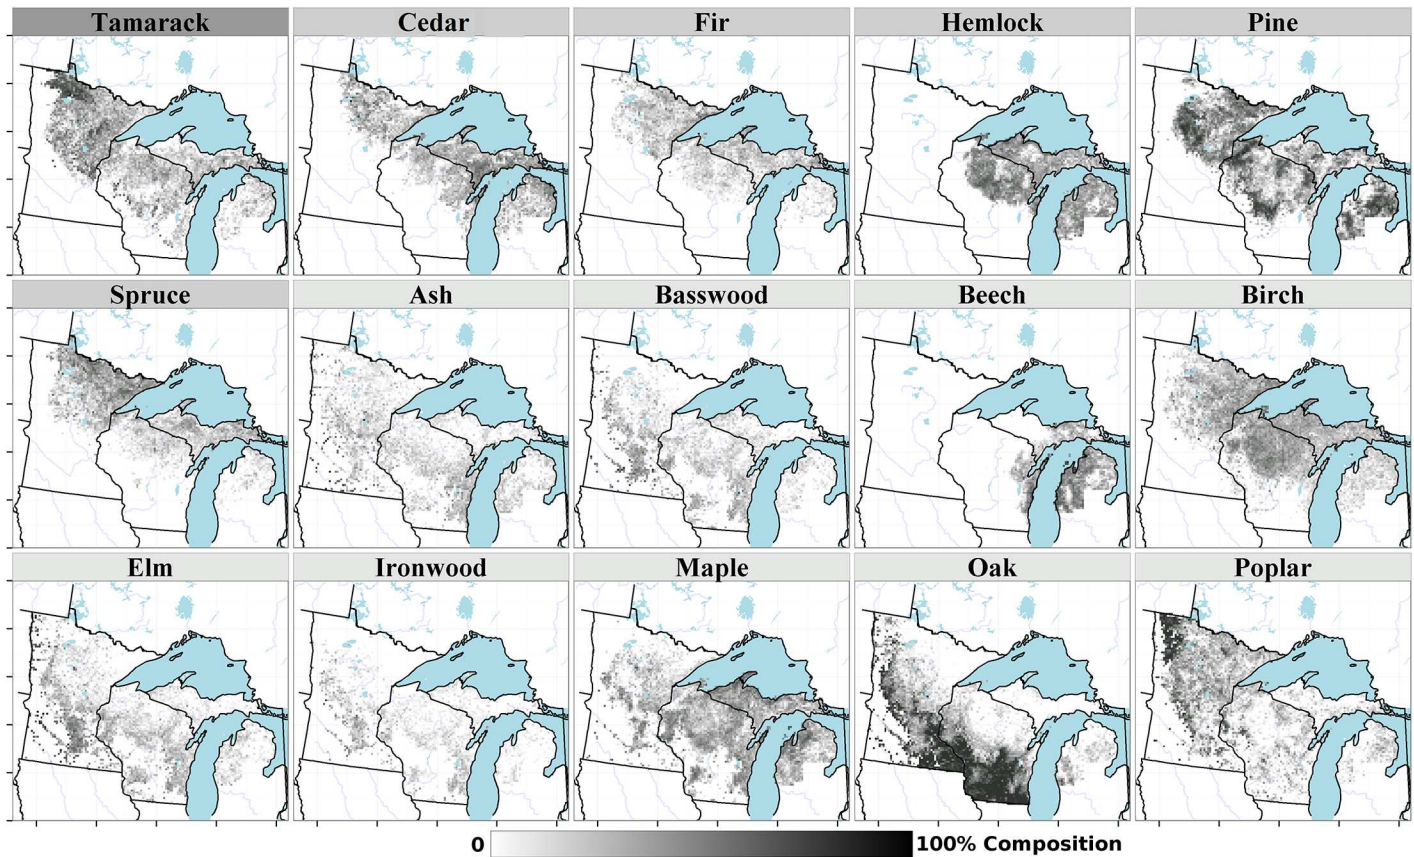 Tamarack Cedar Fir Hemlock Pine
Spruce Ash Basswood Beech Birch
Elm Ironwood Maple Oak Poplar
0 100% Composition